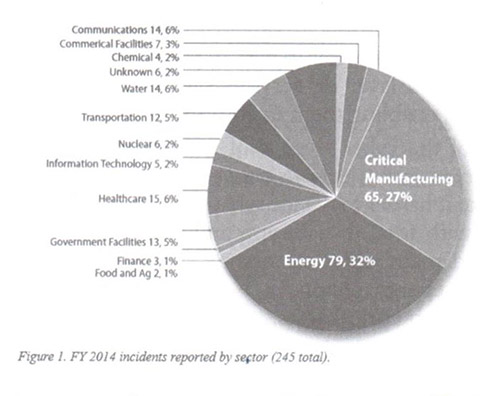 Communications 14, 6%
Commerical Facilities 7, 3%
Chemical 4, 2%
Unknown 6, 2%
Water 14, 6%
Transportation 12, 5%
Nuclear 6, 2%
Information Technology 5, 2%
Healthcare 15, 6%
Government Facilities 13, 5%
Finance 3, 1%
Food and Ag 2, 1%
Critical
Manufacturing
65, 27%
Energy 79, 32%
Figure 1. FY 2014 incidents reported by sector (245 total).